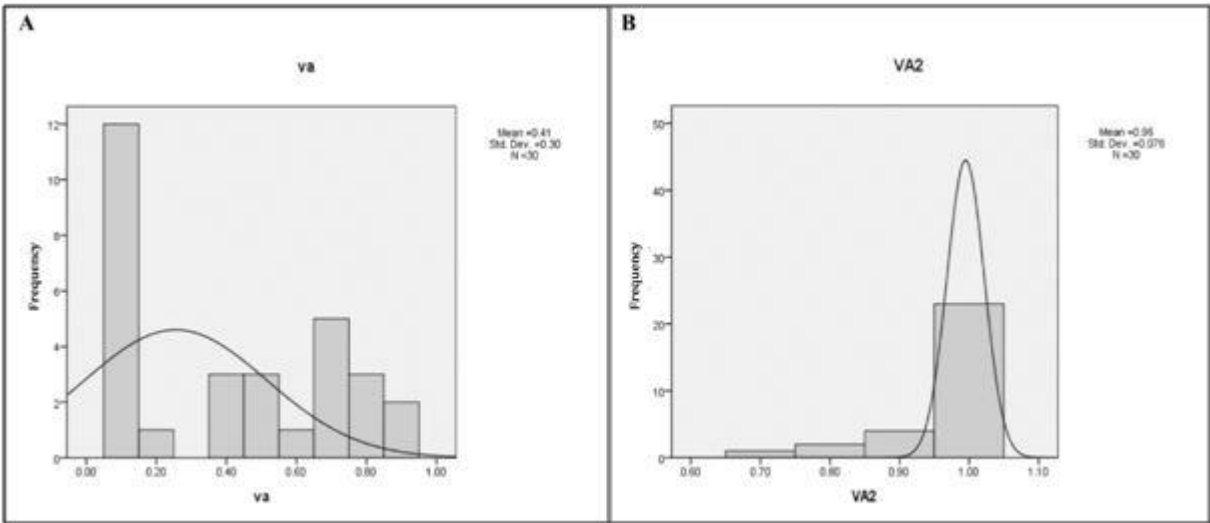 A
va
Mean =0.41
Std. Dev. =0.30
N =30
Frequency
12
10
8
6
4
2
0
0.00 0.20 0.40 0.60 0.80 1.00
va
B
VA2
Mean =0.95
Std. Dev. =0.076
N =30
Frequency
50
40
30
20
10
0
0.60 0.70 0.80 0.90 1.00 1.10
VA2